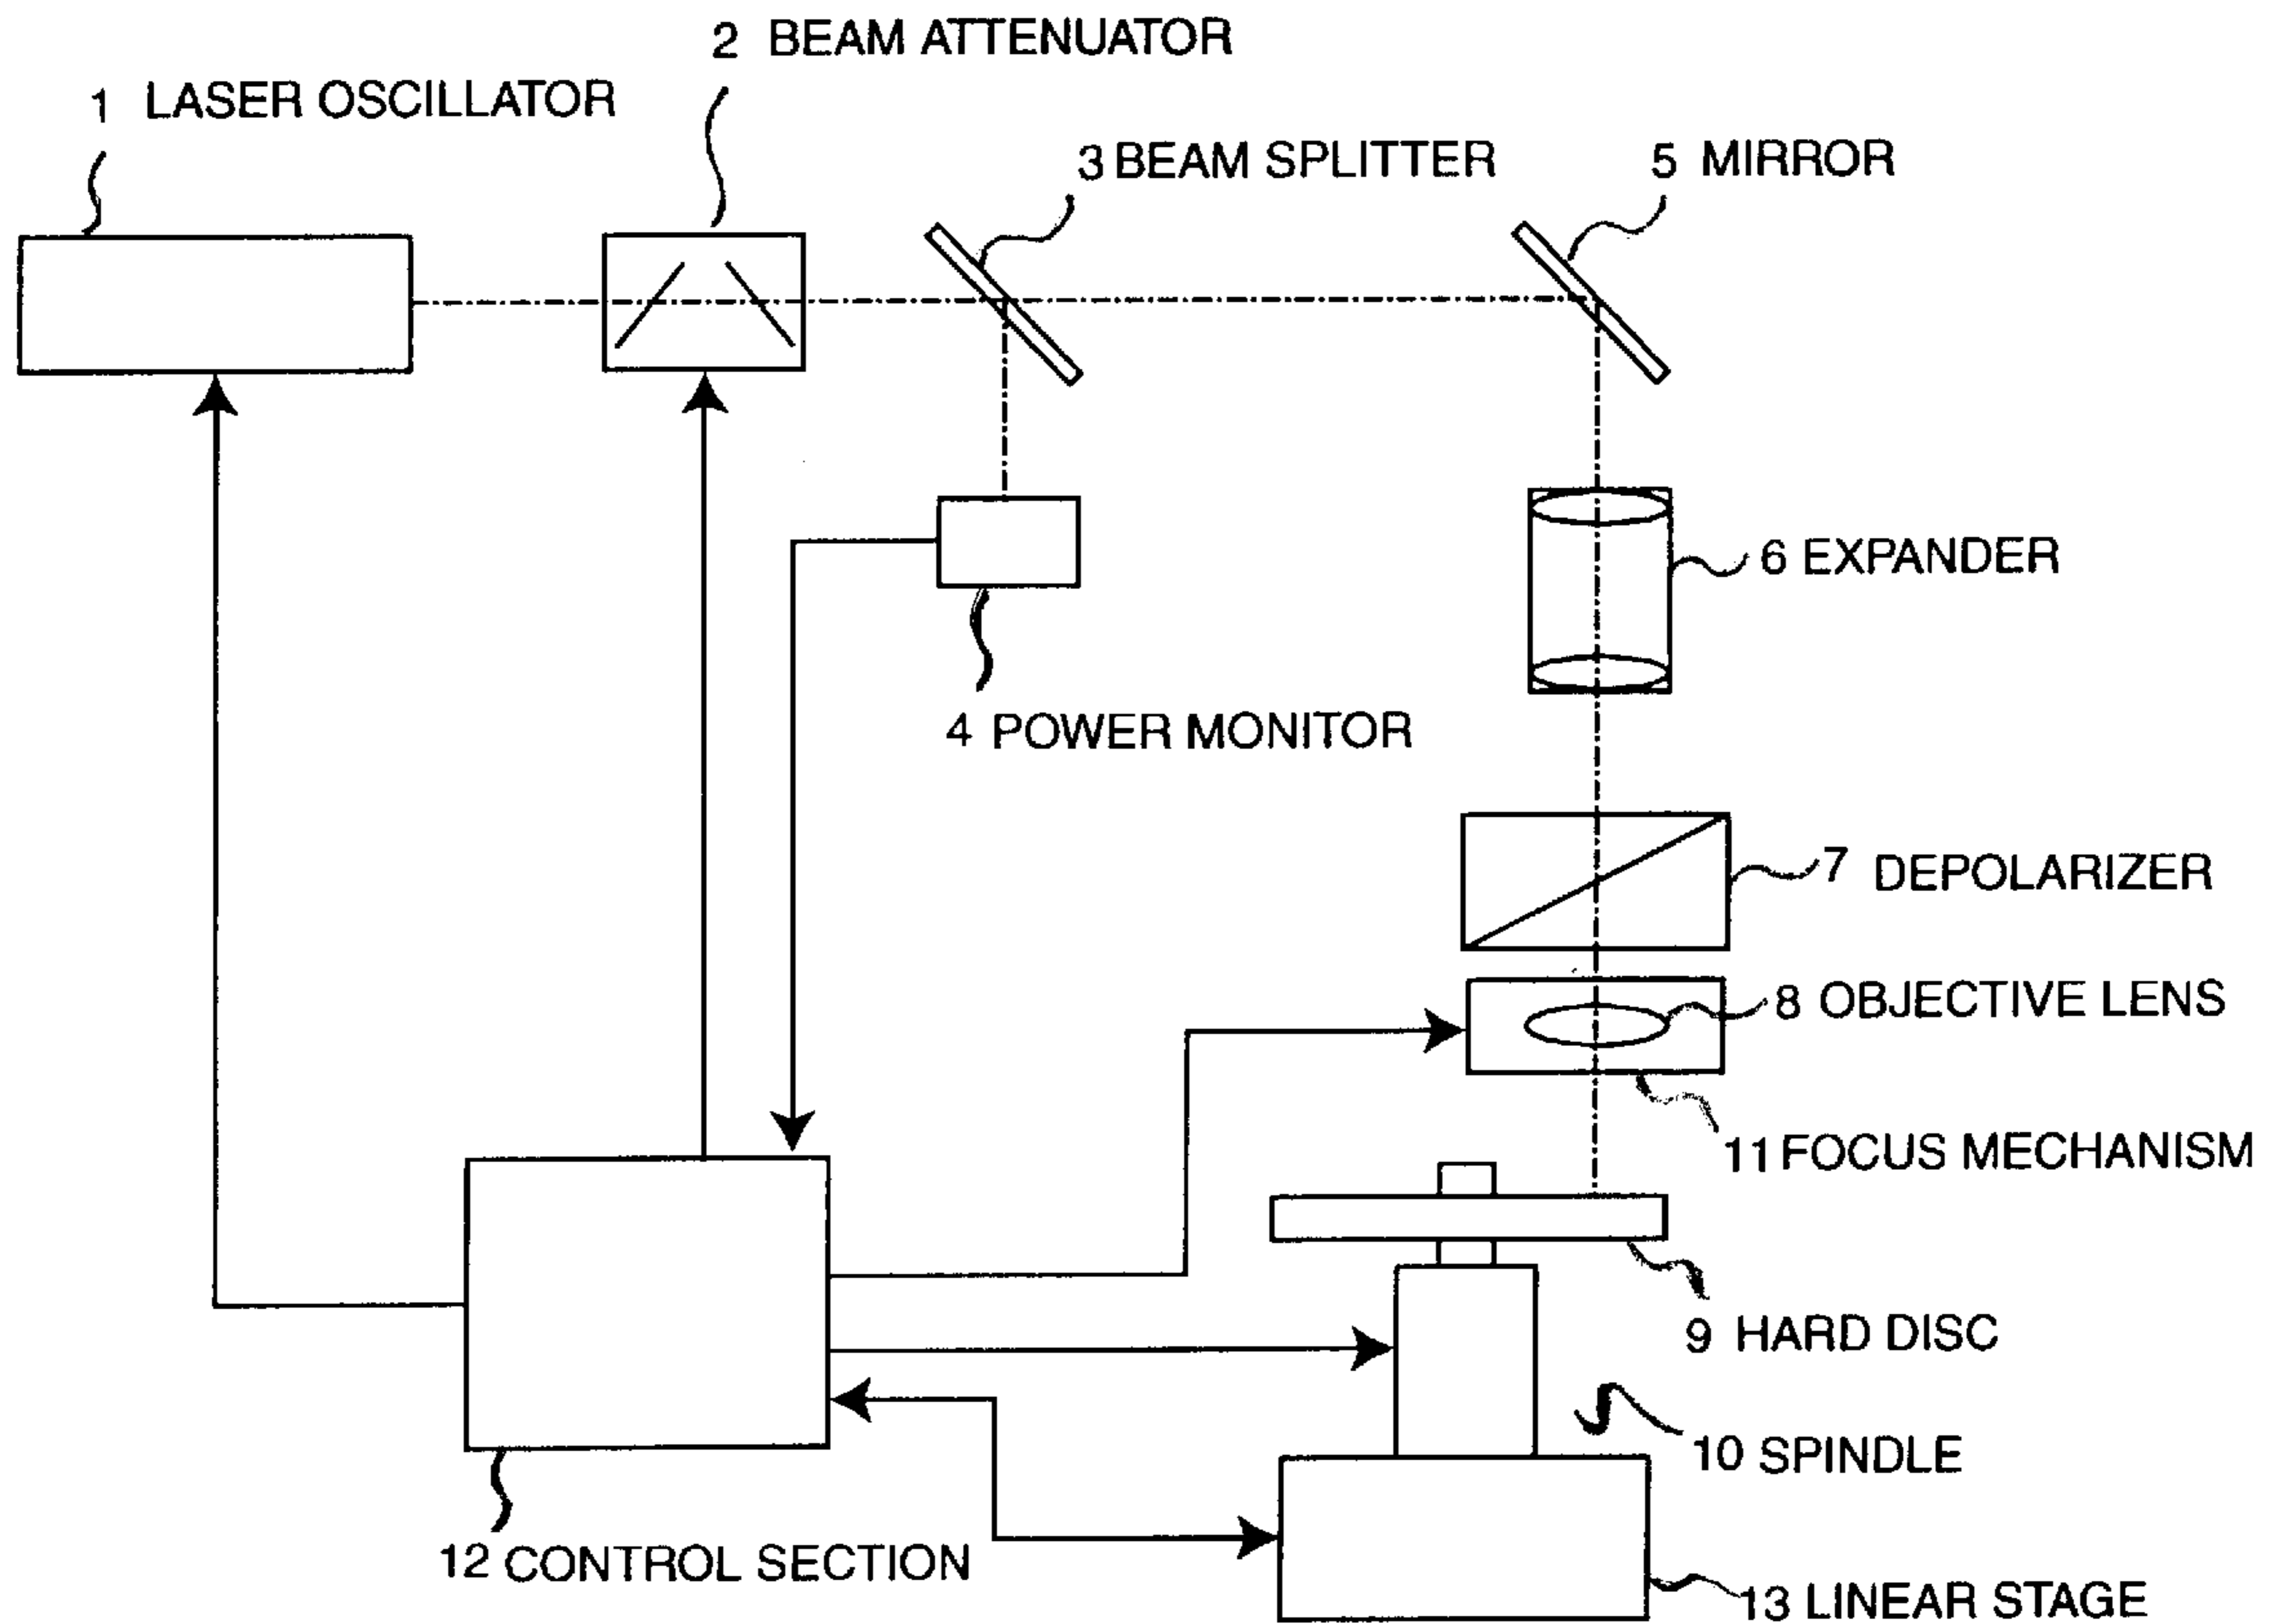 2 BEAM ATTENUATOR
1 LASER OSCILLATOR
3 BEAM SPLITTER
5 MIRROR
6 EXPANDER
4 POWER MONITOR
7 DEPOLARIZER
8 OBJECTIVE LENS
11 FOCUS MECHANISM
9 HARD DISC
10 SPINDLE
12 CONTROL SECTION
13 LINEAR STAGE